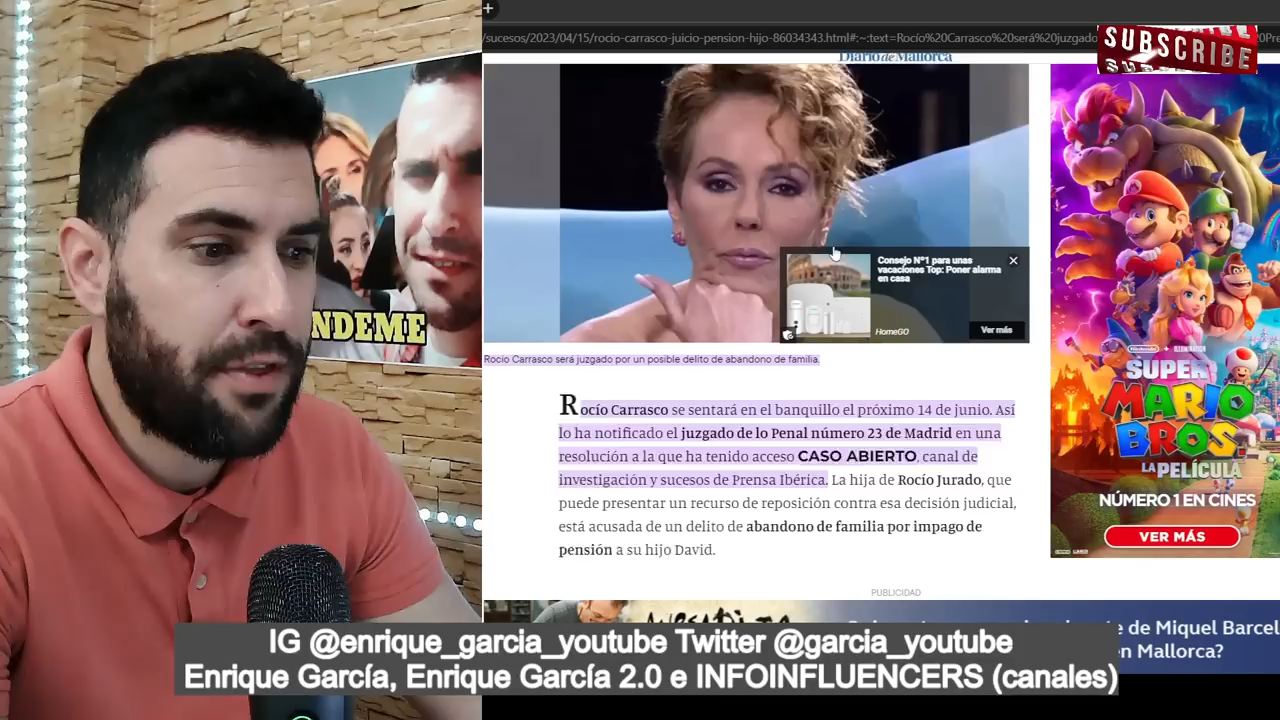 /sucesos/2023/04/15/rocio-carrasco-juicio-pension-hijo-86034343.html#:~:text=Rocío%20Carrasco%20será%20juzgado
SUBSCRIBE
Diario de Mallorca
NDEME
Consejo Nº1 para unas
vacaciones Top: Poner alarma
en casa
HomeGO
Ver más
Rocío Carrasco será juzgado por un posible delito de abandono de familia.
Rocío Carrasco se sentará en el banquillo el próximo 14 de junio. Así
lo ha notificado el juzgado de lo Penal número 23 de Madrid en una
resolución a la que ha tenido acceso CASO ABIERTO, canal de
investigación y sucesos de Prensa Ibérica. La hija de Rocío Jurado, que
puede presentar un recurso de reposición contra esa decisión judicial,
está acusada de un delito de abandono de familia por impago de
pensión a su hijo David.
SUPER
MARIO
BROS.
LA PELÍCULA
NÚMERO 1 EN CINES
VER MÁS
PUBLICIDAD
te de Miquel Barcel
en Mallorca?
IG @enrique_garcia_youtube Twitter @garcia_youtube
Enrique García, Enrique García 2.0 e INFOINFLUENCERS (canales)